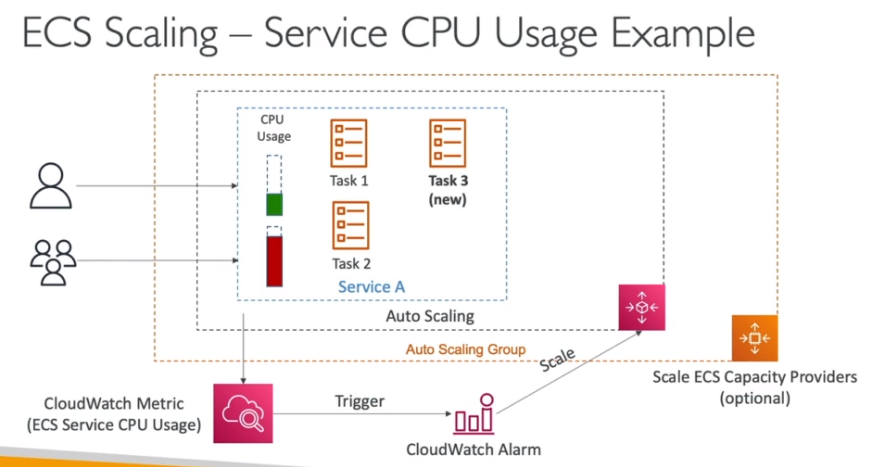 ECS Scaling – Service CPU Usage Example
CPU
Usage
Task 1
Task 3
(new)
Task 2
Service A
Auto Scaling
Auto Scaling Group
Scale
Scale ECS Capacity Providers
(optional)
CloudWatch Metric
(ECS Service CPU Usage)
Trigger
CloudWatch Alarm